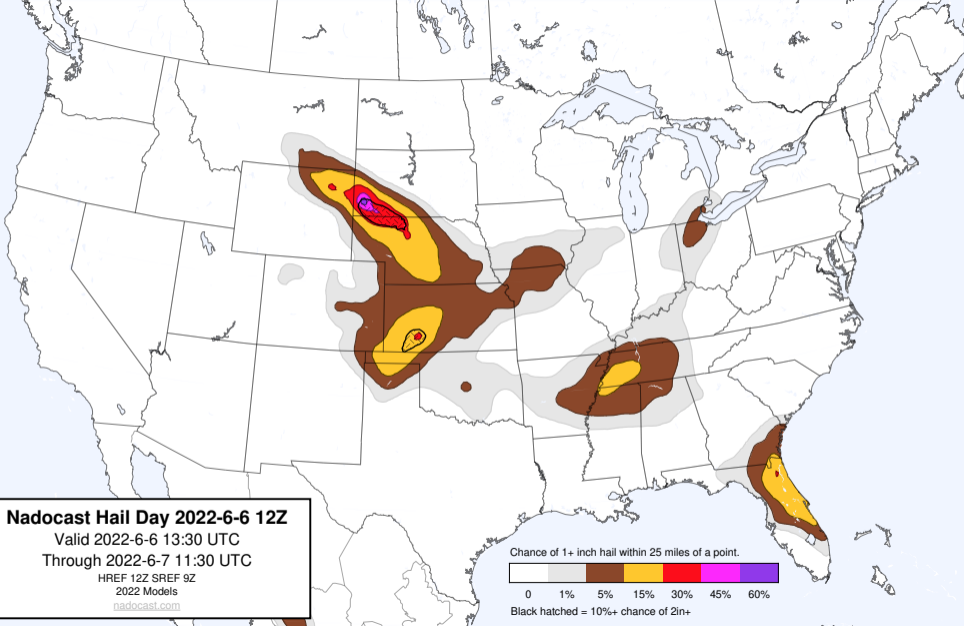 Nadocast Hail Day 2022-6-6 12Z
Valid 2022-6-6 13:30 UTC
Through 2022-6-7 11:30 UTC
HREF 12Z SREF 9Z
2022 Models
nadocast.com
Chance of 1+ inch hail within 25 miles of a point.
0 1% 5% 15% 30% 45% 60%
Black hatched = 10%+ chance of 2in+